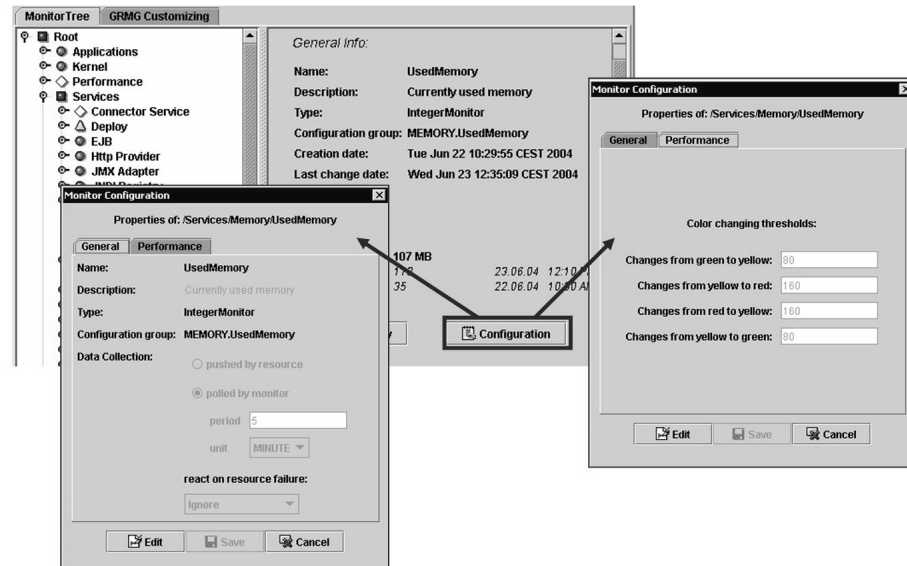 MonitorTree GRMG Customizing
Root
Applications
Kernel
Performance
Services
Connector Service
Deploy
EJB
Http Provider
JMX Adapter
General Info:
Name: UsedMemory
Description: Currently used memory
Type: IntegerMonitor
Configuration group: MEMORY.UsedMemory
Creation date: Tue Jun 22 10:29:55 CEST 2004
Last change date: Wed Jun 23 12:35:09 CEST 2004
107 MB
23.06.04 12:10
35 22.06.04
Configuration
Monitor Configuration
Properties of: /Services/Memory/UsedMemory
General Performance
Name: UsedMemory
Description: Currently used memory
Type: IntegerMonitor
Configuration group: MEMORY.UsedMemory
Data Collection:
pushed by resource
polled by monitor
period 5
unit MINUTE
react on resource failure:
Ignore
Edit Save Cancel
Monitor Configuration
Properties of: /Services/Memory/UsedMemory
General Performance
Color changing thresholds:
Changes from green to yellow: 80
Changes from yellow to red: 160
Changes from red to yellow: 160
Changes from yellow to green: 80
Edit Save Cancel